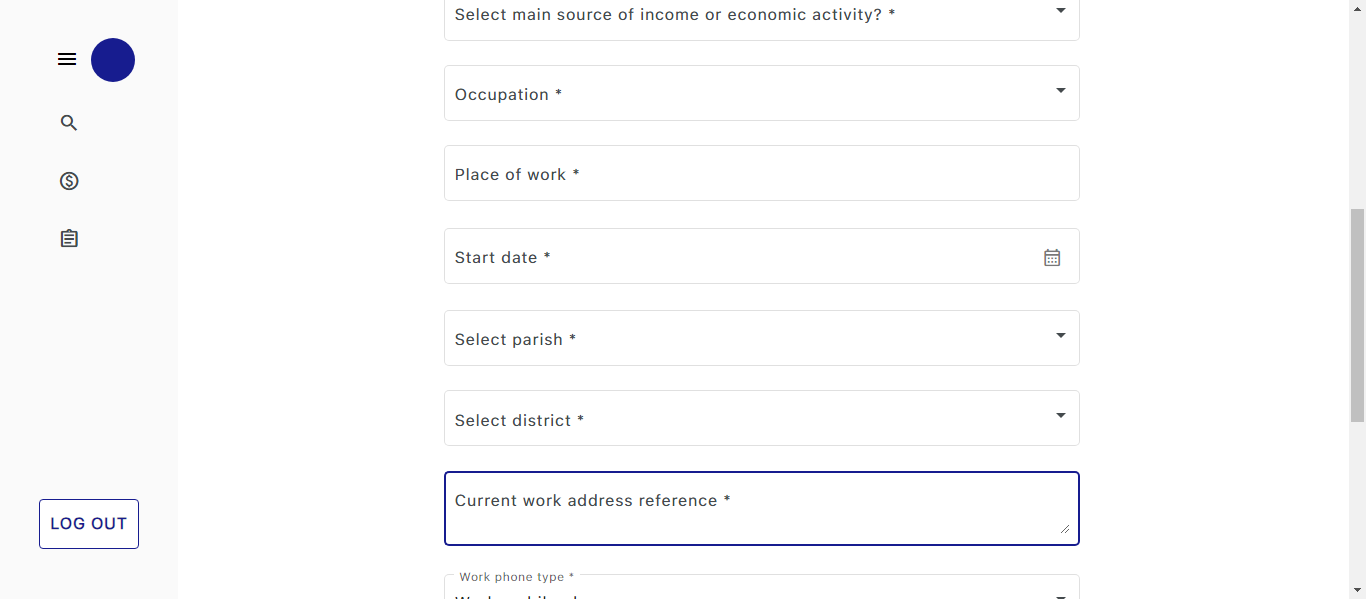 Select main source of income or economic activity? *
Occupation *
Place of work *
Start date *
Select parish *
Select district *
Current work address reference *
Work phone type *
LOG OUT